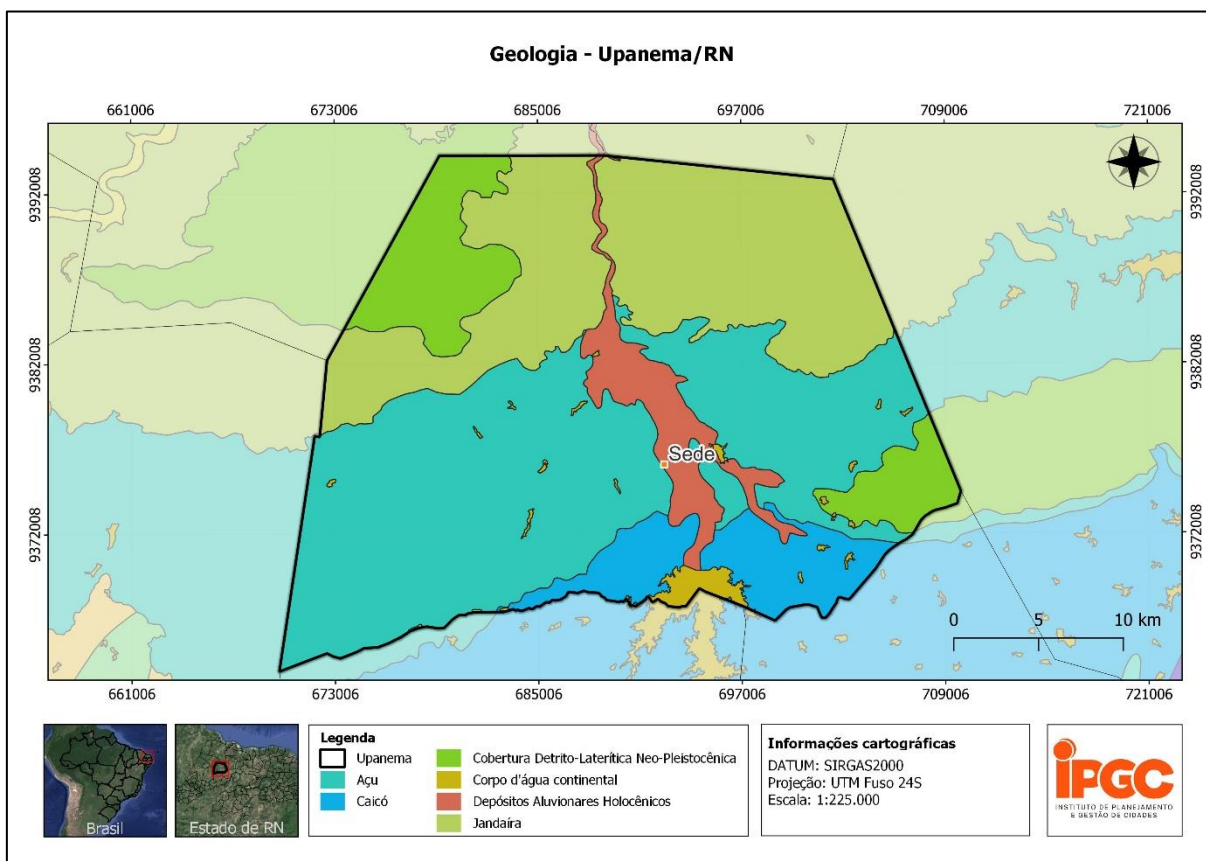 Geologia - Upanema/RN
661006 673006 685006 697006 709006 721006
9392008 9392008
9382008 9382008
Sede
9372008 9372008
0 5 10 km
661006 673006 685006 697006 709006 721006
Brasil
Estado de RN
Legenda
Upanema
Açu
Caicó
Cobertura Detrito-Laterítica Neo-Pleistocênica
Corpo d'água continental
Depósitos Aluvionares Holocênicos
Jandaíra
Informações cartográficas
DATUM: SIRGAS2000
Projeção: UTM Fuso 24S
Escala: 1:225.000
IPGC
INSTITUTO DE PLANEJAMENTO
E GESTÃO DE CIDADES